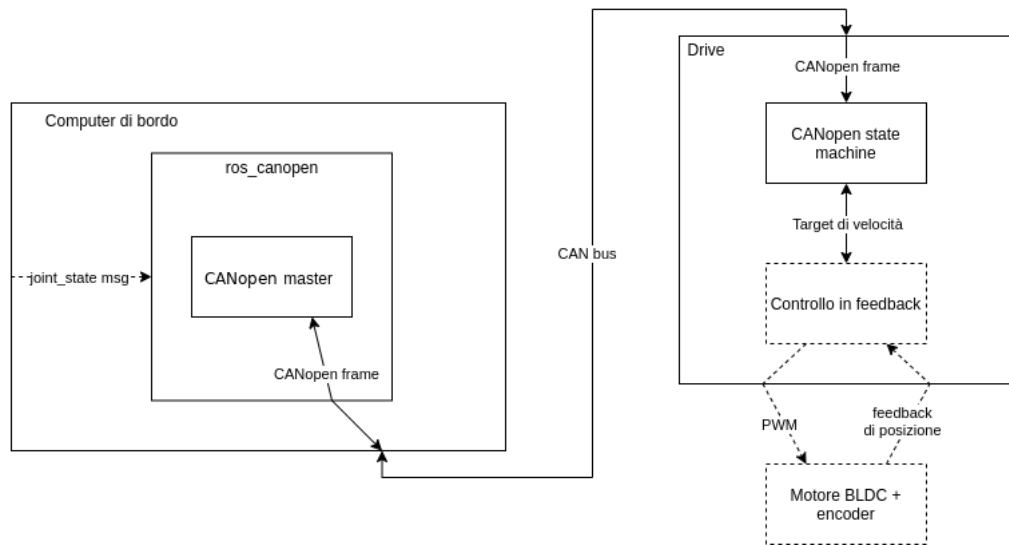 Computer di bordo
ros_canopen
CANopen master
joint_state msg
CANopen frame
CAN bus
Drive
CANopen frame
CANopen state
machine
Target di velocità
Controllo in feedback
PWM
feedback
di posizione
Motore BLDC +
encoder